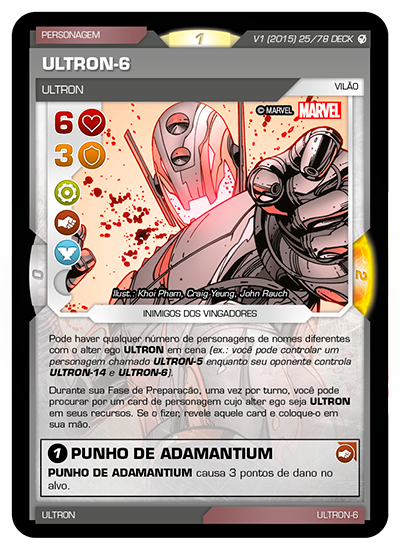 PERSONAGEM
1
V1 (2015) 25/78 DECK
ULTRON-6
ULTRON
VILÃO
© MARVEL MARVEL
6
3
0
2
Ilust.: Khoi Pham, Craig Yeung, John Rauch
INIMIGOS DOS VINGADORES
Pode haver qualquer número de personagens de nomes diferentes
com o alter ego ULTRON em cena (ex.: você pode controlar um
personagem chamado ULTRON-5 enquanto seu oponente controla
ULTRON-14 e ULTRON-6).
Durante sua Fase de Preparação, uma vez por turno, você pode
procurar por um card de personagem cujo alter ego seja ULTRON
em seus recursos. Se o fizer, revele aquele card e coloque-o em
sua mão.
1 PUNHO DE ADAMANTIUM
PUNHO DE ADAMANTIUM causa 3 pontos de dano no
alvo.
ULTRON
ULTRON-6